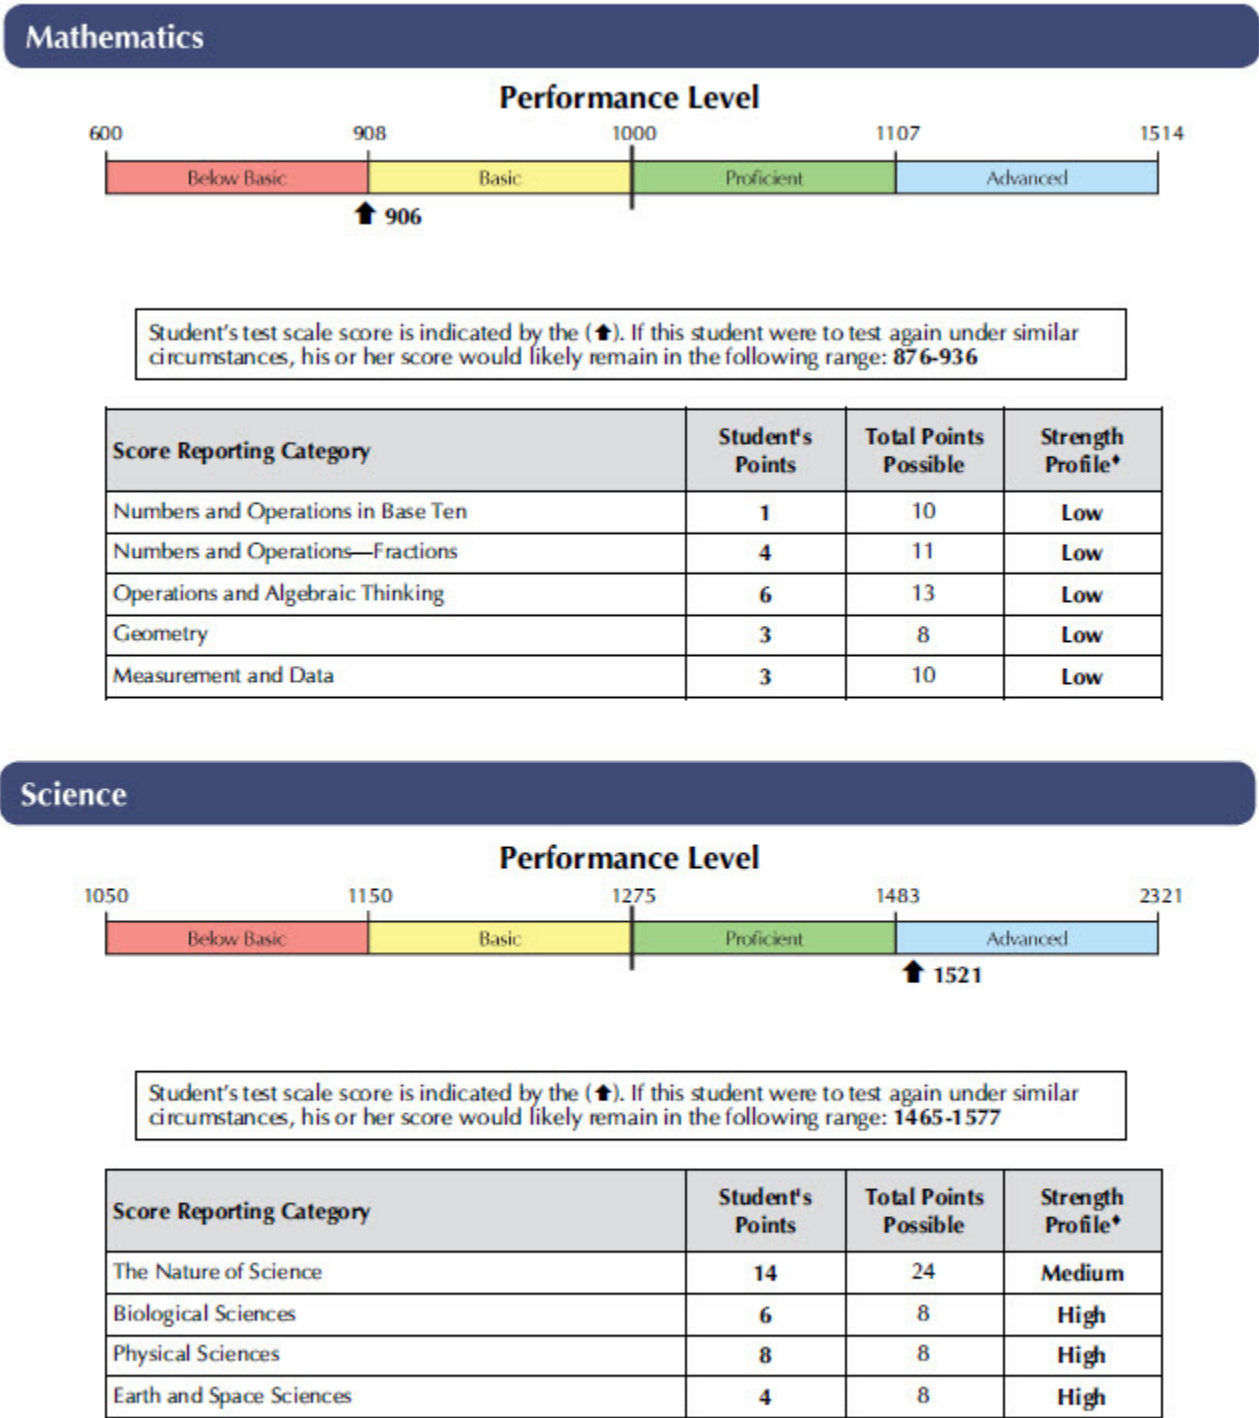 Mathematics
Performance Level
600 908 1000 1107 1514
Below Basic Basic Proficient Advanced
906
Student's test scale score is indicated by the (⬆). If this student were to test again under similar
circumstances, his or her score would likely remain in the following range: 876-936
Score Reporting Category Student's Points Total Points Possible Strength Profile♦
Numbers and Operations in Base Ten 1 10 Low
Numbers and Operations—Fractions 4 11 Low
Operations and Algebraic Thinking 6 13 Low
Geometry 3 8 Low
Measurement and Data 3 10 Low
Science
Performance Level
1050 1150 1275 1483 2321
Below Basic Basic Proficient Advanced
1521
Student's test scale score is indicated by the (⬆). If this student were to test again under similar
circumstances, his or her score would likely remain in the following range: 1465-1577
Score Reporting Category Student's Points Total Points Possible Strength Profile♦
The Nature of Science 14 24 Medium
Biological Sciences 6 8 High
Physical Sciences 8 8 High
Earth and Space Sciences 4 8 High